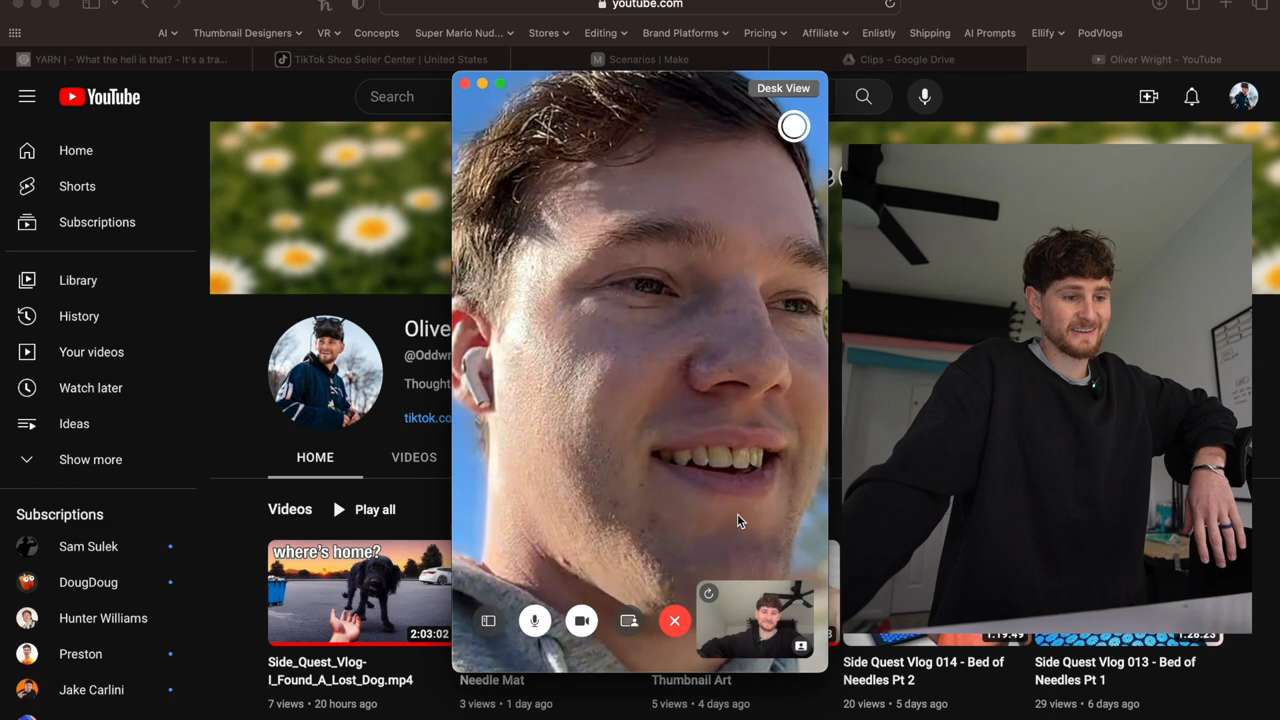 youtube.com
AI
Thumbnail Designers
VR
Concepts
Super Mario Nud...
Stores
Editing
Brand Platforms
Pricing
Affiliate
Enlistly
Shipping
AI Prompts
Ellify
PodVlogs
YARN | - What the hell is that? - It's a tra...
TikTok Shop Seller Center | United States
Scenarios | Make
Clips - Google Drive
Oliver Wright - YouTube
YouTube
Search
Desk View
Home
Shorts
Subscriptions
Library
History
Your videos
Watch later
Ideas
Show more
Subscriptions
Sam Sulek
DougDoug
Hunter Williams
Preston
Jake Carlini
Olive
@Oddwr
Thought
tiktok.co
HOME
VIDEOS
Videos
Play all
where's home?
2:03:02
1:19:49
1:28:23
Side_Quest_Vlog-
I_Found_A_Lost_Dog.mp4
7 views • 20 hours ago
Needle Mat
3 views • 1 day ago
Thumbnail Art
5 views • 4 days ago
Side Quest Vlog 014 - Bed of
Needles Pt 2
20 views • 5 days ago
Side Quest Vlog 013 - Bed of
Needles Pt 1
29 views • 6 days ago